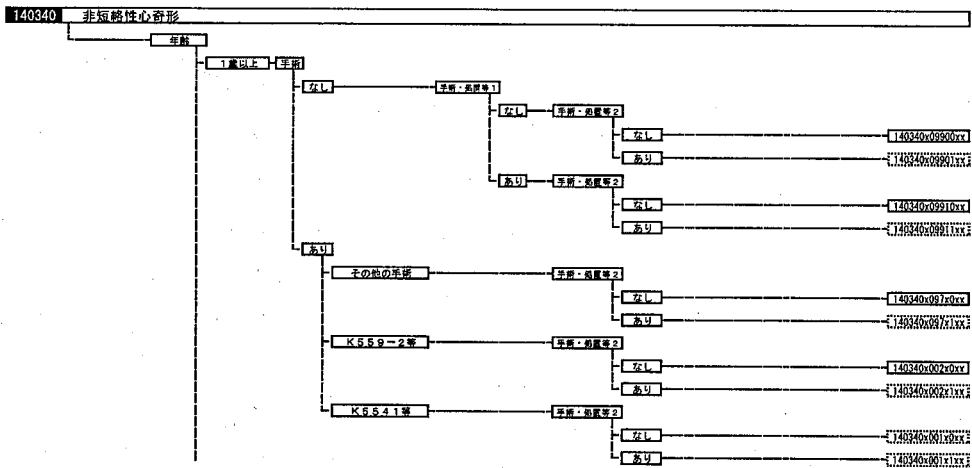 140340 非短絡性心奇形
年齢
1歳以上 手術
なし 手術・処置等1
なし 手術・処置等2
なし 140340x09900xx
あり 140340x09901xx
あり 手術・処置等2
なし 140340x09910xx
あり 140340x09911xx
あり
その他の手術 手術・処置等2
なし 140340x097x0xx
あり 140340x097x1xx
K559-2等 手術・処置等2
なし 140340x002x0xx
あり 140340x002x1xx
K5541等 手術・処置等2
なし 140340x001x0xx
あり 140340x001x1xx